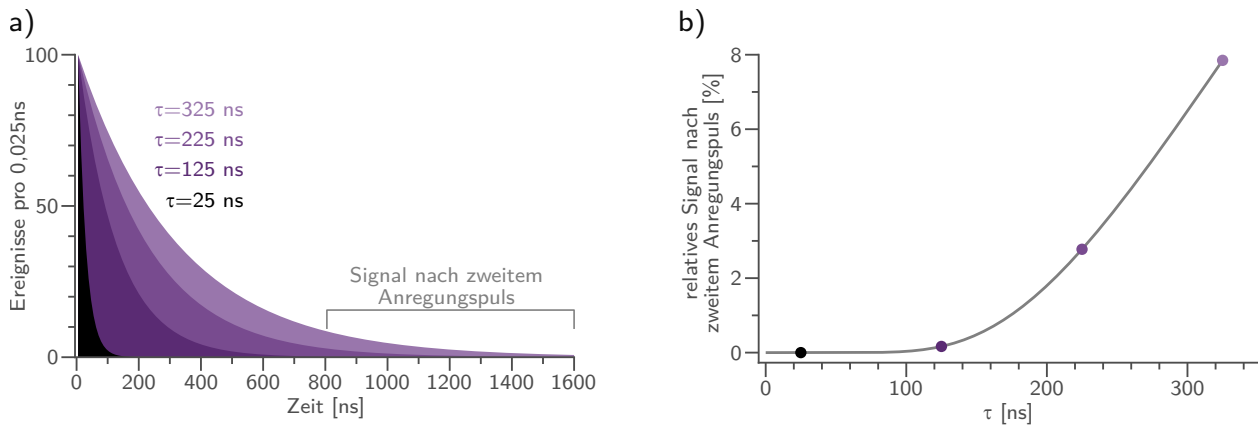 a)
Ereignisse pro 0,025ns
100
50
0
τ=325 ns
τ=225 ns
τ=125 ns
τ=25 ns
Signal nach zweitem
Anregungspuls
0 200 400 600 800 1000 1200 1400 1600
Zeit [ns]
b)
relatives Signal nach
zweitem Anregungspuls [%]
8
6
4
2
0
0 100 200 300
τ [ns]